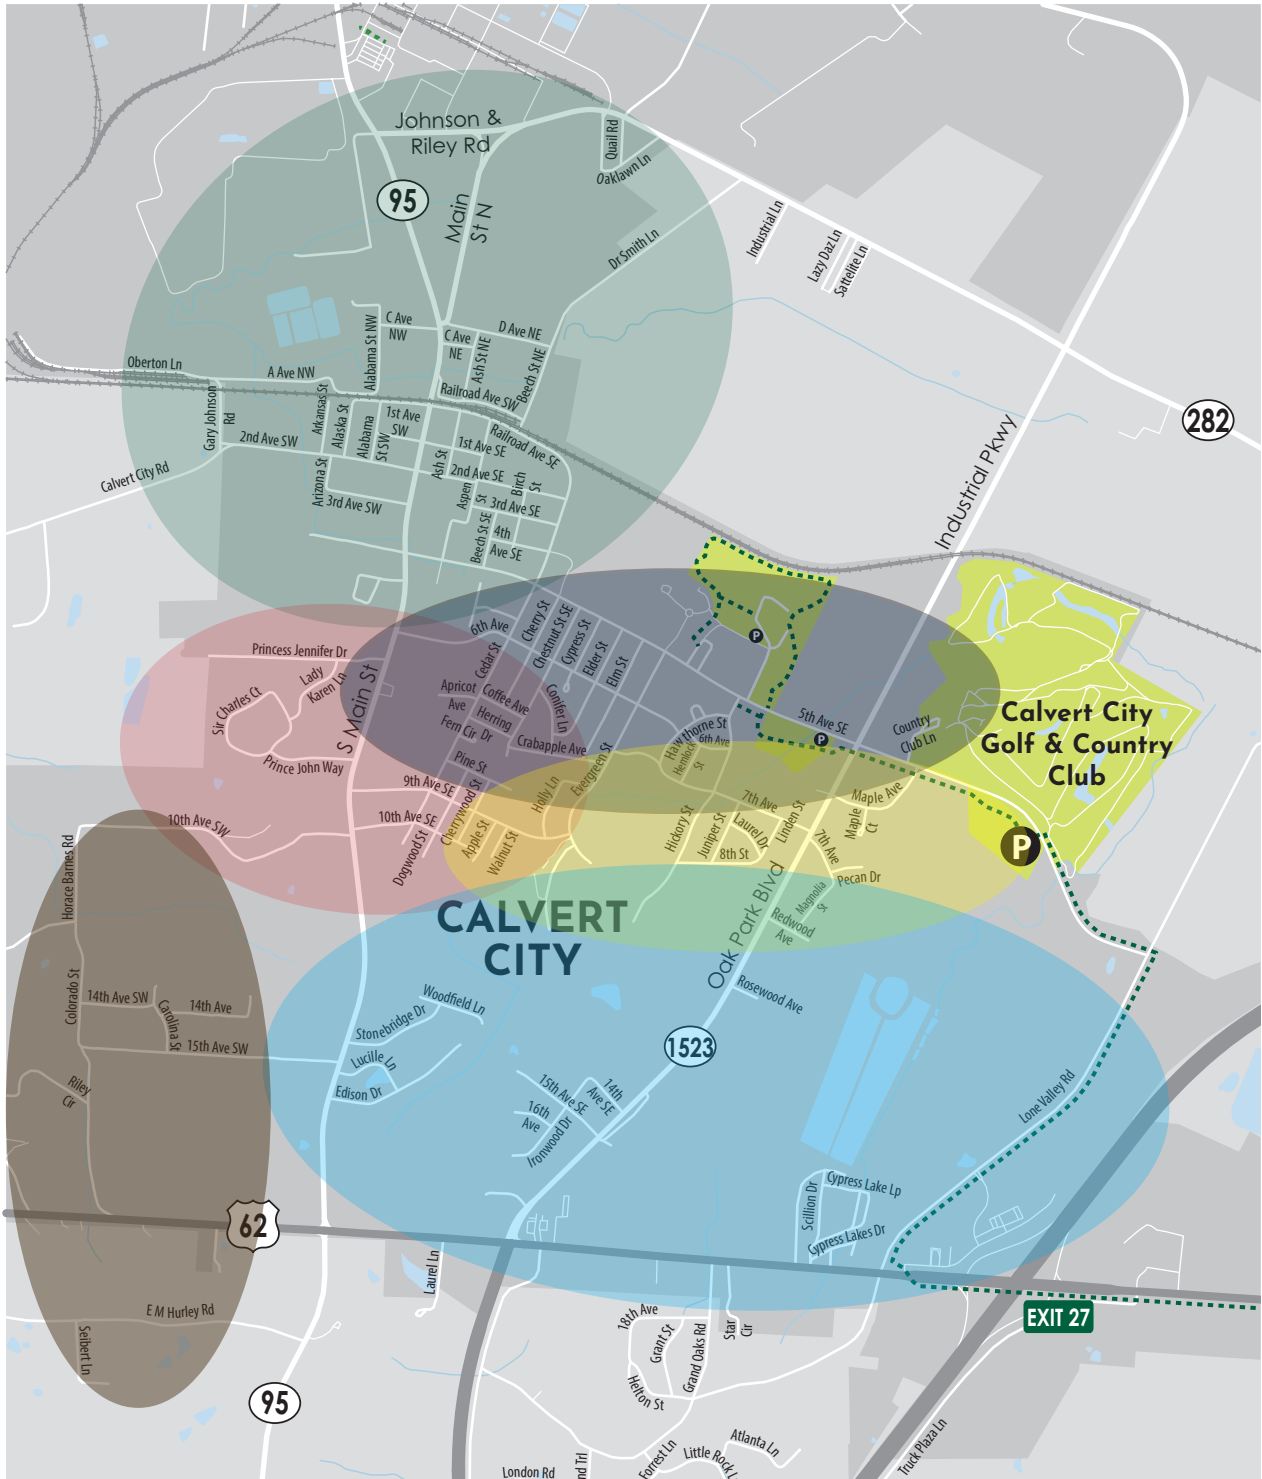 Johnson &
Riley Rd
Quail Rd
Oaklawn Ln
95
Main
St N
Industrial Ln
Lazy Daz Ln
Sattelite Ln
Dr Smith Ln
C Ave
NW
Alabama St NW
C Ave
NE
D Ave NE
Ash St NE
Beech St NE
Oberton Ln
A Ave NW
Railroad Ave SW
Gary Johnson
Rd
Arkansas St
Alaska St
Alabama
St SW
1st Ave
SW
Railroad Ave SE
282
2nd Ave SW
1st Ave SE
Ash St
2nd Ave SE
Calvert City Rd
Arizona St
3rd Ave SW
Aspen
St
Birch
St
3rd Ave SE
Beech St SE
4th
Ave SE
Industrial Pkwy
6th Ave
Cherry St
Chestnut St SE
Cypress St
Elder St
Elm St
Cedar St
P
Princess Jennifer Dr
Lady
Karen Ln
Sir Charles Ct
S Main St
Apricot
Ave
Coffee Ave
Herring
Dr
Fern Cir
Conifer Ln
Crabapple Ave
Prince John Way
Pine St
Evergreen St
Hawthorne St
6th Ave
Hemlock
St
5th Ave SE
P
Country
Club Ln
Calvert City
Golf & Country
Club
9th Ave SE
Cherrywood St
Holly Ln
10th Ave SW
10th Ave SE
Dogwood St
Apple St
Walnut St
Hickory St
Juniper St
7th Ave
Laurel Dr
8th St
Linden St
7th Ave
Maple Ave
Maple
Ct
P
Pecan Dr
Magnolia
St
Redwood
Ave
Horace Barnes Rd
CALVERT
CITY
Oak Park Blvd
Rosewood Ave
Colorado St
14th Ave SW
14th Ave
Carolina St
15th Ave SW
Woodfield Ln
Stonebridge Dr
Lucille Ln
Edison Dr
1523
Riley
Cir
15th Ave SE
14th
Ave SE
16th
Ave
Ironwood Dr
Lone Valley Rd
Scillion Dr
Cypress Lake Lp
Cypress Lakes Dr
62
Laurel Ln
E M Hurley Rd
Seibert Ln
18th Ave
Grant St
Grand Oaks Rd
Star
Cir
EXIT 27
Helton St
95
Atlanta Ln
Little Rock L
Forrest Ln
nd Trl
London Rd
Truck Plaza Ln